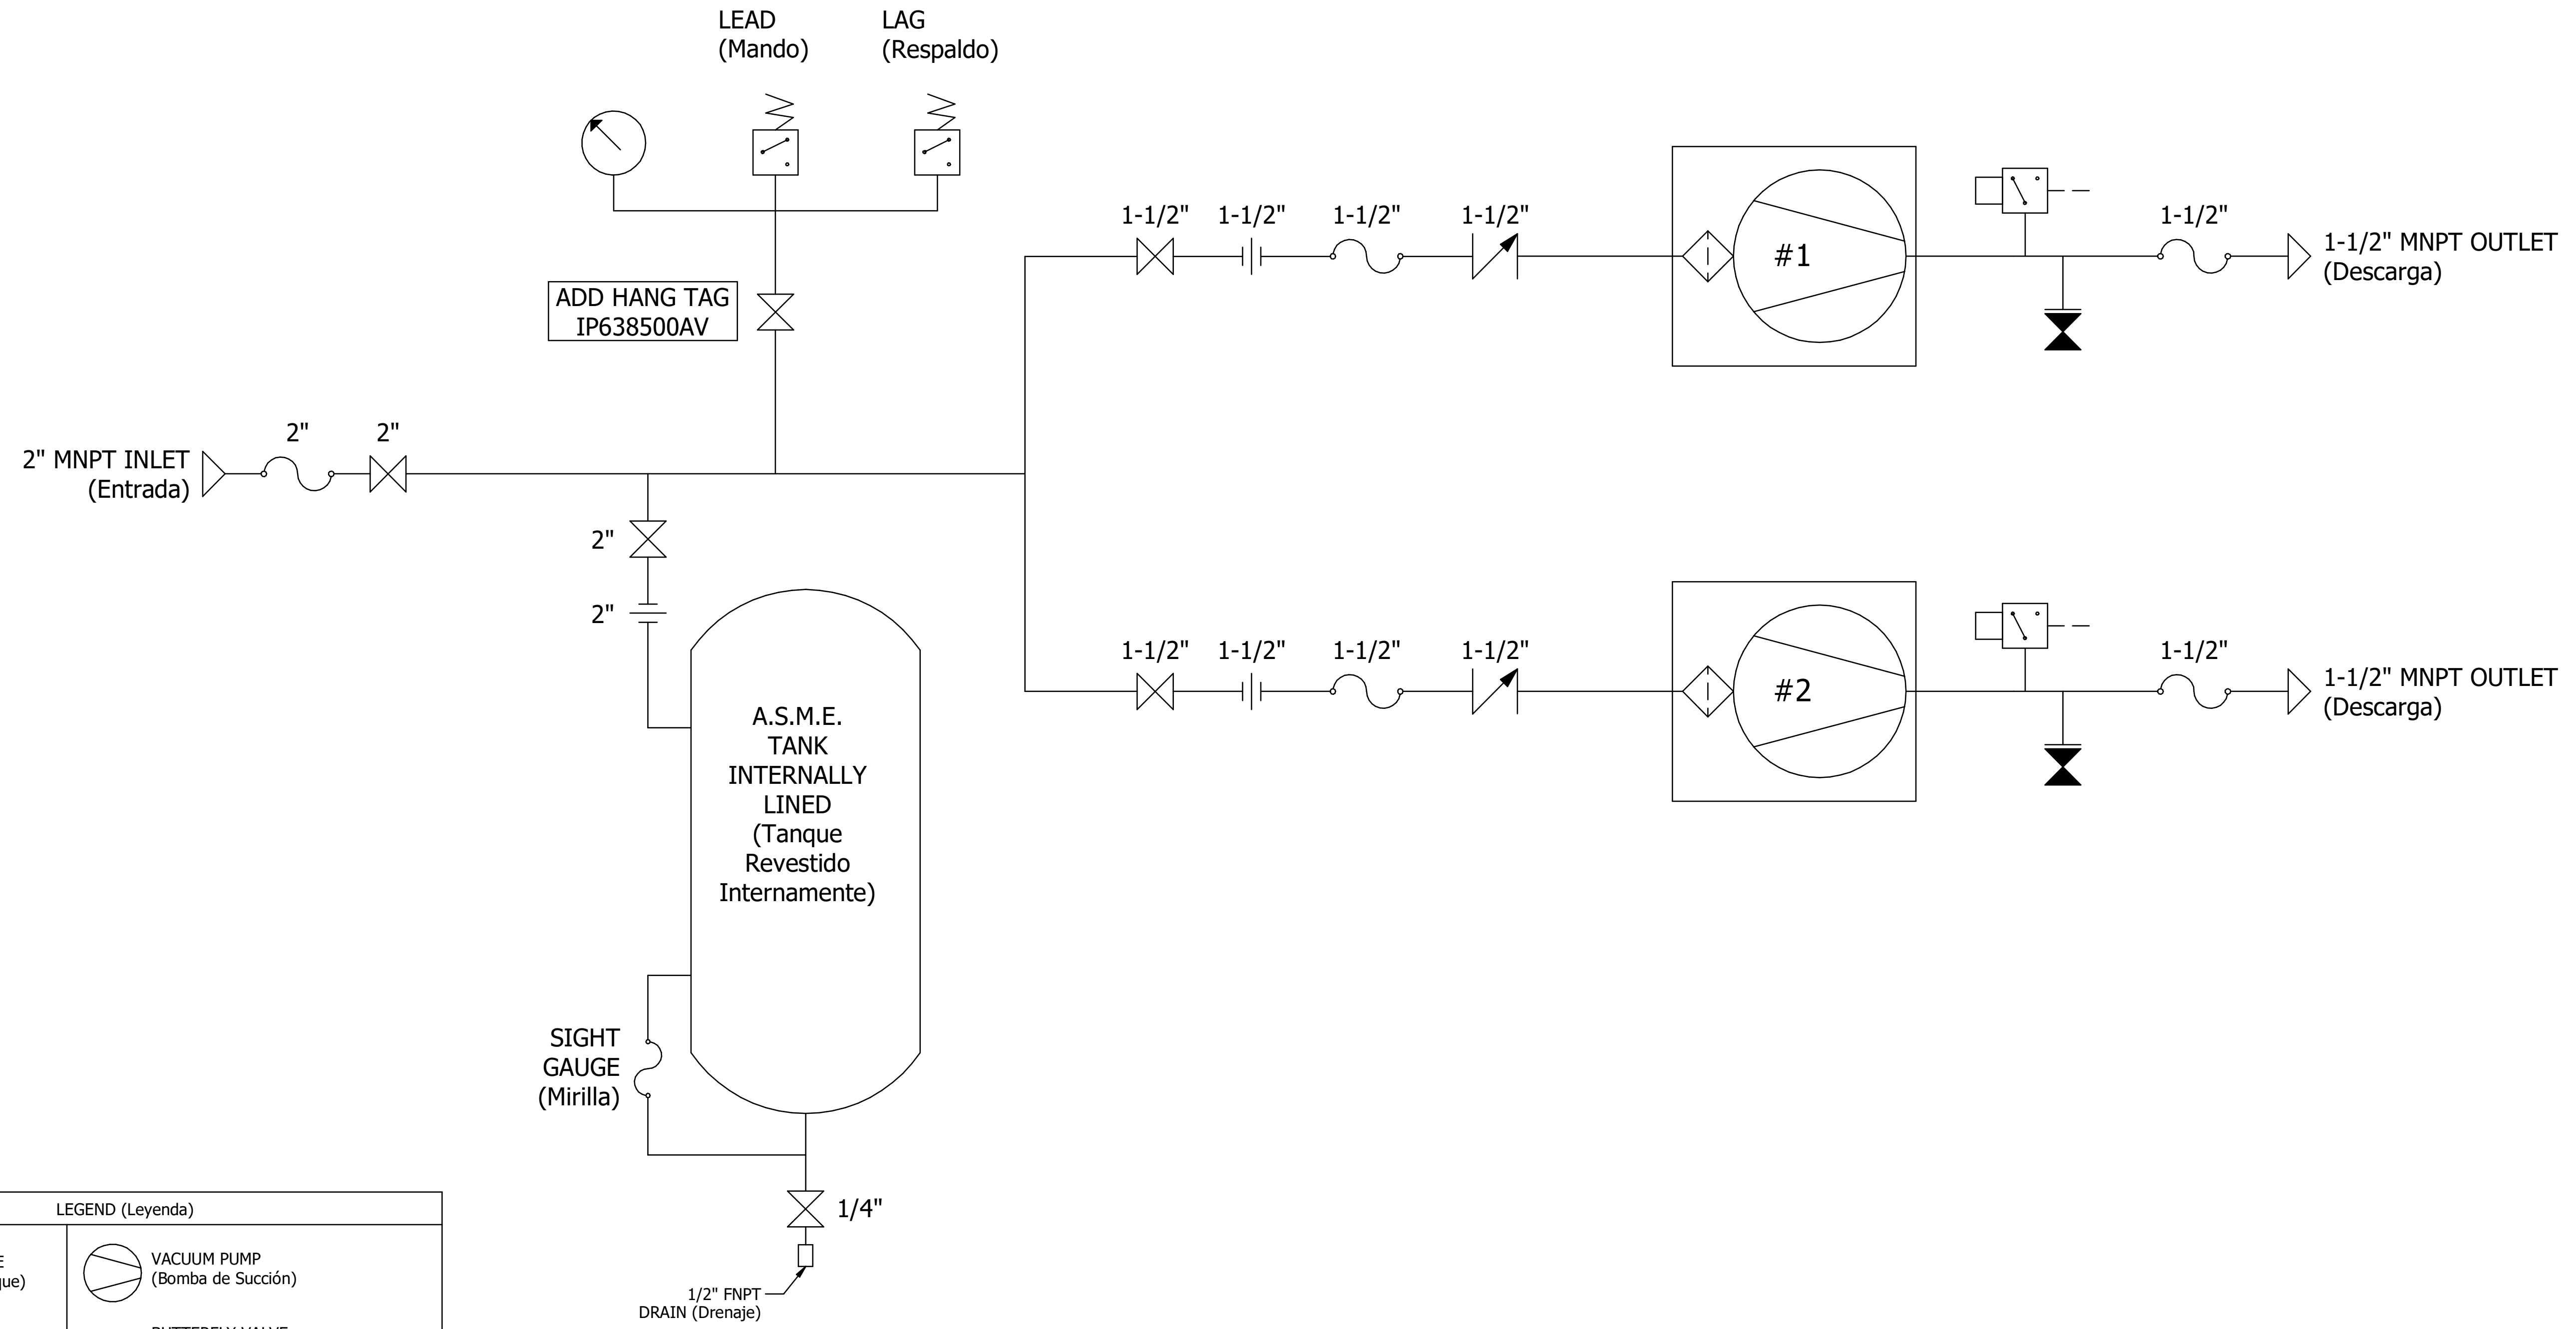 LEAD
(Mando)
LAG
(Respaldo)
ADD HANG TAG
IP638500AV
2" MNPT INLET
(Entrada)
2"
2"
2"
2"
1-1/2"
1-1/2"
1-1/2"
1-1/2"
#1
1-1/2"
1-1/2" MNPT OUTLET
(Descarga)
1-1/2"
1-1/2"
1-1/2"
1-1/2"
#2
1-1/2"
1-1/2" MNPT OUTLET
(Descarga)
A.S.M.E.
TANK
INTERNALLY
LINED
(Tanque
Revestido
Internamente)
SIGHT
GAUGE
(Mirilla)
1/4"
1/2" FNPT
DRAIN (Drenaje)
LEGEND (Leyenda)
VACUUM PUMP
(Bomba de Succión)